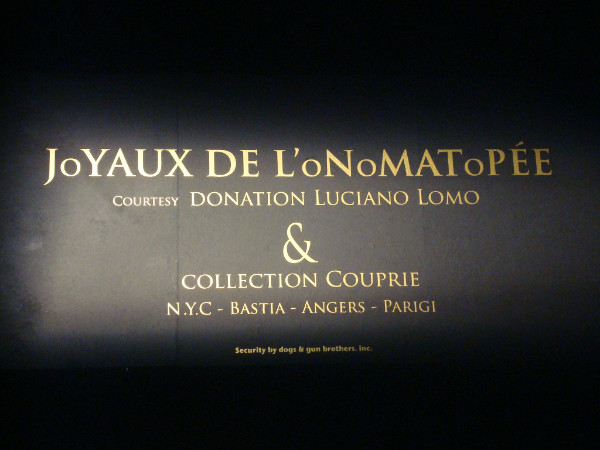 JoYAUX DE L'oNoMAToPÉE
COURTESY DONATION LUCIANO LOMO
&
COLLECTION COUPRIE
N.Y.C - BASTIA - ANGERS - PARIGI
Security by dogs & gun brothers. inc.